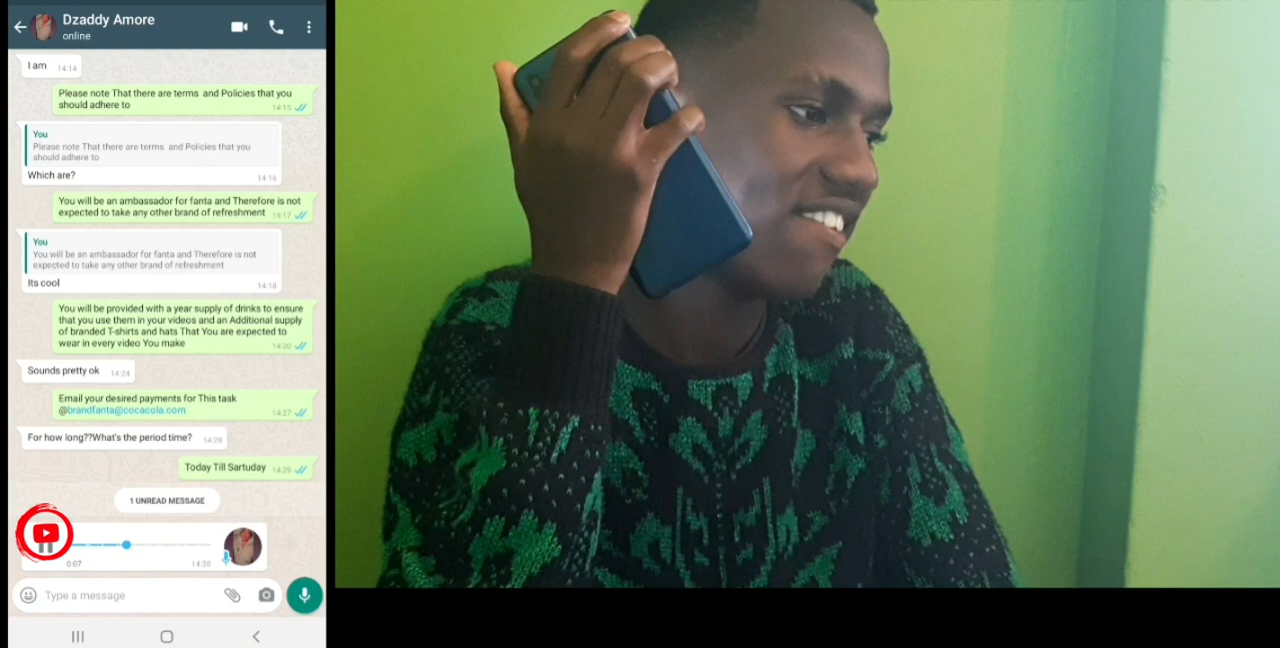 Dzaddy Amore
online
I am 14:14
Please note That there are terms and Policies that you
should adhere to 14:15
You
Please note That there are terms and Policies that you
should adhere to
Which are? 14:16
You will be an ambassador for fanta and Therefore is not
expected to take any other brand of refreshment 14:17
You
You will be an ambassador for fanta and Therefore is not
expected to take any other brand of refreshment
Its cool 14:18
You will be provided with a year supply of drinks to ensure
that you use them in your videos and an Additional supply
of branded T-shirts and hats That You are expected to
wear in every video You make 14:20
Sounds pretty ok 14:24
Email your desired payments for This task
@brandfanta@cocacola.com 14:27
For how long??What's the period time? 14:28
Today Till Sartuday 14:29
1 UNREAD MESSAGE
0:07 14:30
Type a message